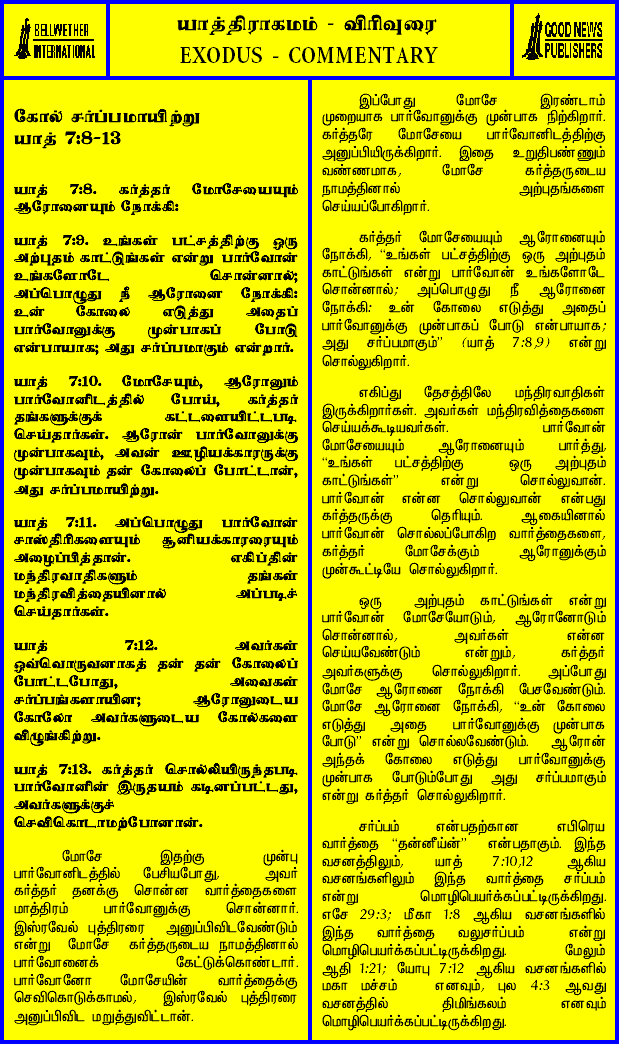 BELLWETHER
INTERNATIONAL
யாத்திராகமம் - விரிவுரை
EXODUS - COMMENTARY
GOOD NEWS
PUBLISHERS
கோல் சர்ப்பமாயிற்று
யாத் 7:8-13
யாத் 7:8. கர்த்தர் மோசேயையும்
ஆரோனையும் நோக்கி:
யாத் 7:9. உங்கள் பட்சத்திற்கு ஒரு
அற்புதம் காட்டுங்கள் என்று பார்வோன்
உங்களோடே சொன்னால்;
அப்பொழுது நீ ஆரோனை நோக்கி:
உன் கோலை எடுத்து அதைப்
பார்வோனுக்கு முன்பாகப் போடு
என்பாயாக; அது சர்ப்பமாகும் என்றார்.
யாத் 7:10. மோசேயும், ஆரோனும்
பார்வோனிடத்தில் போய், கர்த்தர்
தங்களுக்குக் கட்டளையிட்டபடி
செய்தார்கள். ஆரோன் பார்வோனுக்கு
முன்பாகவும், அவன் ஊழியக்காரருக்கு
முன்பாகவும் தன் கோலைப் போட்டான்,
அது சர்ப்பமாயிற்று.
யாத் 7:11. அப்பொழுது பார்வோன்
சாஸ்திரிகளையும் சூனியக்காரரையும்
அழைப்பித்தான். எகிப்தின்
மந்திரவாதிகளும் தங்கள்
மந்திரவித்தையினால் அப்படிச்
செய்தார்கள்.
யாத் 7:12. அவர்கள்
ஒவ்வொருவனாகத் தன் தன் கோலைப்
போட்டபோது, அவைகள்
சர்ப்பங்களாயின; ஆரோனுடைய
கோலோ அவர்களுடைய கோல்களை
விழுங்கிற்று.
யாத் 7:13. கர்த்தர் சொல்லியிருந்தபடி
பார்வோனின் இருதயம் கடினப்பட்டது,
அவர்களுக்குச்
செவிகொடாமற்போனான்.
மோசே இதற்கு முன்பு
பார்வோனிடத்தில் பேசியபோது, அவர்
கர்த்தர் தனக்கு சொன்ன வார்த்தைகளை
மாத்திரம் பார்வோனுக்கு சொன்னார்.
இஸ்ரவேல் புத்திரரை அனுப்பிவிடவேண்டும்
என்று மோசே கர்த்தருடைய நாமத்தினால்
பார்வோனைக் கேட்டுக்கொண்டார்.
பார்வோனோ மோசேயின் வார்த்தைக்கு
செவிகொடுக்காமல், இஸ்ரவேல் புத்திரரை
அனுப்பிவிட மறுத்துவிட்டான்.
இப்போது மோசே இரண்டாம்
முறையாக பார்வோனுக்கு முன்பாக நிற்கிறார்.
கர்த்தரே மோசேயை பார்வோனிடத்திற்கு
அனுப்பியிருக்கிறார். இதை உறுதிபண்ணும்
வண்ணமாக, மோசே கர்த்தருடைய
நாமத்தினால் அற்புதங்களை
செய்யப்போகிறார்.
கர்த்தர் மோசேயையும் ஆரோனையும்
நோக்கி, “உங்கள் பட்சத்திற்கு ஒரு அற்புதம்
காட்டுங்கள் என்று பார்வோன் உங்களோடே
சொன்னால்; அப்பொழுது நீ ஆரோனை
நோக்கி: உன் கோலை எடுத்து அதைப்
பார்வோனுக்கு முன்பாகப் போடு என்பாயாக;
அது சர்ப்பமாகும்” (யாத் 7:8,9) என்று
சொல்லுகிறார்.
எகிப்து தேசத்திலே மந்திரவாதிகள்
இருக்கிறார்கள். அவர்கள் மந்திரவித்தைகளை
செய்யக்கூடியவர்கள். பார்வோன்
மோசேயையும் ஆரோனையும் பார்த்து,
“உங்கள் பட்சத்திற்கு ஒரு அற்புதம்
காட்டுங்கள்” என்று சொல்லுவான்.
பார்வோன் என்ன சொல்லுவான் என்பது
கர்த்தருக்கு தெரியும். ஆகையினால்
பார்வோன் சொல்லப்போகிற வார்த்தைகளை,
கர்த்தர் மோசேக்கும் ஆரோனுக்கும்
முன்கூட்டியே சொல்லுகிறார்.
ஒரு அற்புதம் காட்டுங்கள் என்று
பார்வோன் மோசேயோடும், ஆரோனோடும்
சொன்னால், அவர்கள் என்ன
செய்யவேண்டும் என்றும், கர்த்தர்
அவர்களுக்கு சொல்லுகிறார். அப்போது
மோசே ஆரோனை நோக்கி பேசவேண்டும்.
மோசே ஆரோனை நோக்கி, “உன் கோலை
எடுத்து அதை பார்வோனுக்கு முன்பாக
போடு” என்று சொல்லவேண்டும். ஆரோன்
அந்தக் கோலை எடுத்து பார்வோனுக்கு
முன்பாக போடும்போது அது சர்ப்பமாகும்
என்று கர்த்தர் சொல்லுகிறார்.
சர்ப்பம் என்பதற்கான எபிரெய
வார்த்தை “தன்னீய்ன்” என்பதாகும். இந்த
வசனத்திலும், யாத் 7:10,12 ஆகிய
வசனங்களிலும் இந்த வார்த்தை சர்ப்பம்
என்று மொழிபெயர்க்கப்பட்டிருக்கிறது.
எசே 29:3; மீகா 1:8 ஆகிய வசனங்களில்
இந்த வார்த்தை வலுசர்ப்பம் என்று
மொழிபெயர்க்கப்பட்டிருக்கிறது. மேலும்
ஆதி 1:21; யோபு 7:12 ஆகிய வசனங்களில்
மகா மச்சம் எனவும், புல 4:3 ஆவது
வசனத்தில் திமிங்கலம் எனவும்
மொழிபெயர்க்கப்பட்டிருக்கிறது.